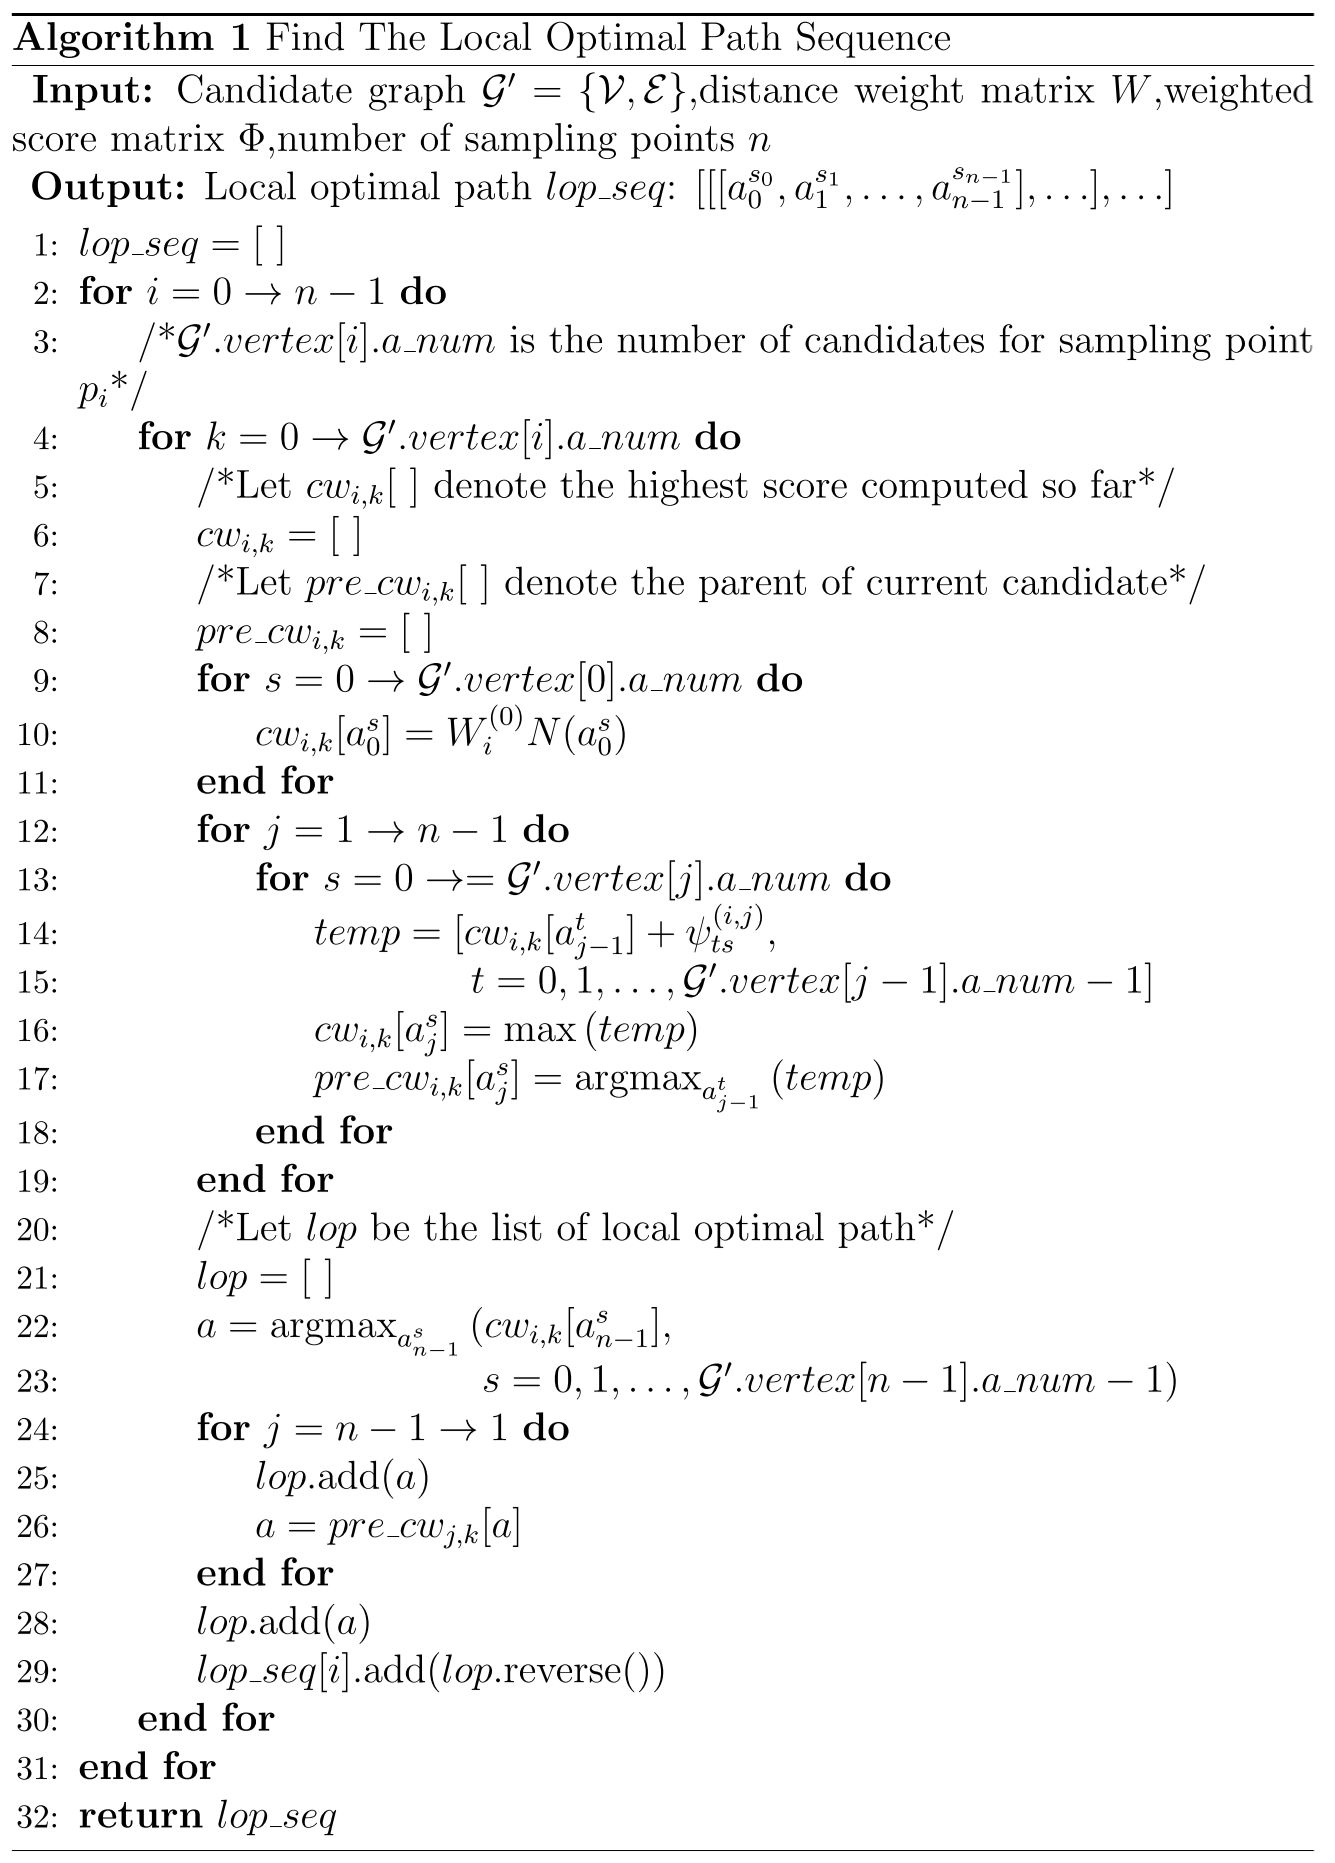 Algorithm 1 Find The Local Optimal Path Sequence
Input: Candidate graph 𝒢′ = {𝒱, ℰ},distance weight matrix W,weighted
score matrix Φ,number of sampling points n
Output: Local optimal path lop_seq: [[[a_0^{s_0}, a_1^{s_1}, …, a_{n−1}^{s_{n−1}}], …], …]
1: lop_seq = [ ]
2: for i = 0 → n − 1 do
3: /*𝒢′.vertex[i].a_num is the number of candidates for sampling point
p_i*/
4: for k = 0 → 𝒢′.vertex[i].a_num do
5: /*Let cw_{i,k}[ ] denote the highest score computed so far*/
6: cw_{i,k} = [ ]
7: /*Let pre_cw_{i,k}[ ] denote the parent of current candidate*/
8: pre_cw_{i,k} = [ ]
9: for s = 0 → 𝒢′.vertex[0].a_num do
10: cw_{i,k}[a_0^s] = W_i^{(0)} N(a_0^s)
11: end for
12: for j = 1 → n − 1 do
13: for s = 0 →= 𝒢′.vertex[j].a_num do
14: temp = [cw_{i,k}[a_{j−1}^t] + ψ_{ts}^{(i,j)},
15: t = 0, 1, …, 𝒢′.vertex[j − 1].a_num − 1]
16: cw_{i,k}[a_j^s] = max (temp)
17: pre_cw_{i,k}[a_j^s] = argmax_{a_{j−1}^t} (temp)
18: end for
19: end for
20: /*Let lop be the list of local optimal path*/
21: lop = [ ]
22: a = argmax_{a_{n−1}^s} (cw_{i,k}[a_{n−1}^s],
23: s = 0, 1, …, 𝒢′.vertex[n − 1].a_num − 1)
24: for j = n − 1 → 1 do
25: lop.add(a)
26: a = pre_cw_{j,k}[a]
27: end for
28: lop.add(a)
29: lop_seq[i].add(lop.reverse())
30: end for
31: end for
32: return lop_seq